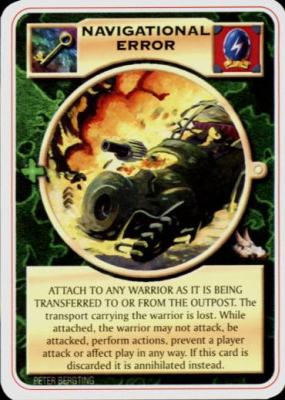 NAVIGATIONAL
ERROR
ATTACH TO ANY WARRIOR AS IT IS BEING
TRANSFERRED TO OR FROM THE OUTPOST. The
transport carrying the warrior is lost. While
attached, the warrior may not attack, be
attacked, perform actions, prevent a player
attack or affect play in any way. If this card is
discarded it is annihilated instead.
PETER BERGTING